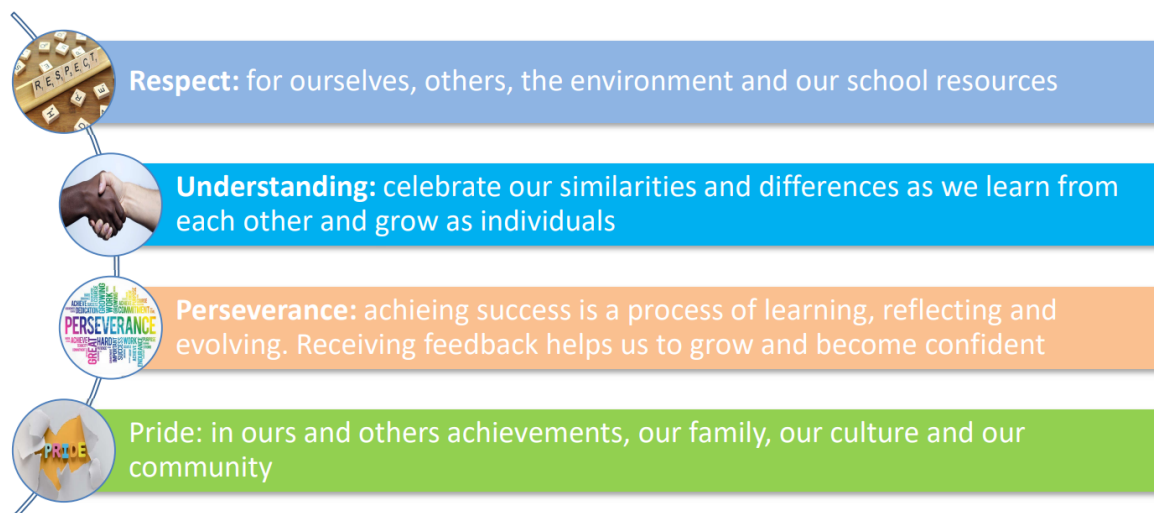 RESPECT
Respect: for ourselves, others, the environment and our school resources
Understanding: celebrate our similarities and differences as we learn from
each other and grow as individuals
PERSEVERANCE
Perseverance: achieing success is a process of learning, reflecting and
evolving. Receiving feedback helps us to grow and become confident
PRIDE
Pride: in ours and others achievements, our family, our culture and our
community